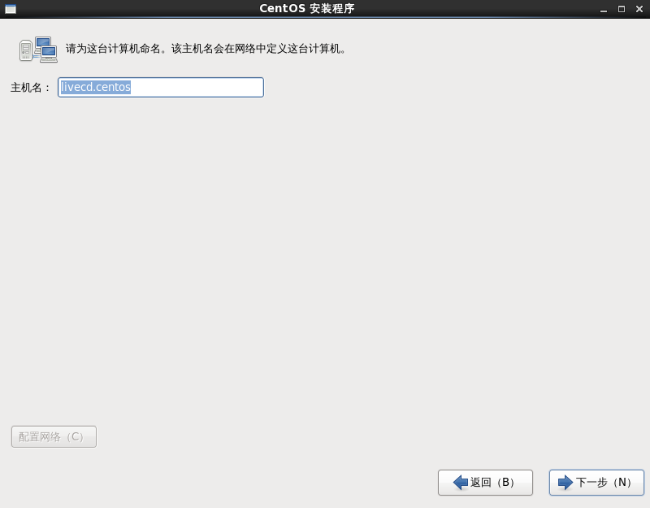 CentOS 安装程序
请为这台计算机命名。该主机名会在网络中定义这台计算机。
主机名： livecd.centos
配置网络（C）
返回（B） 下一步（N）